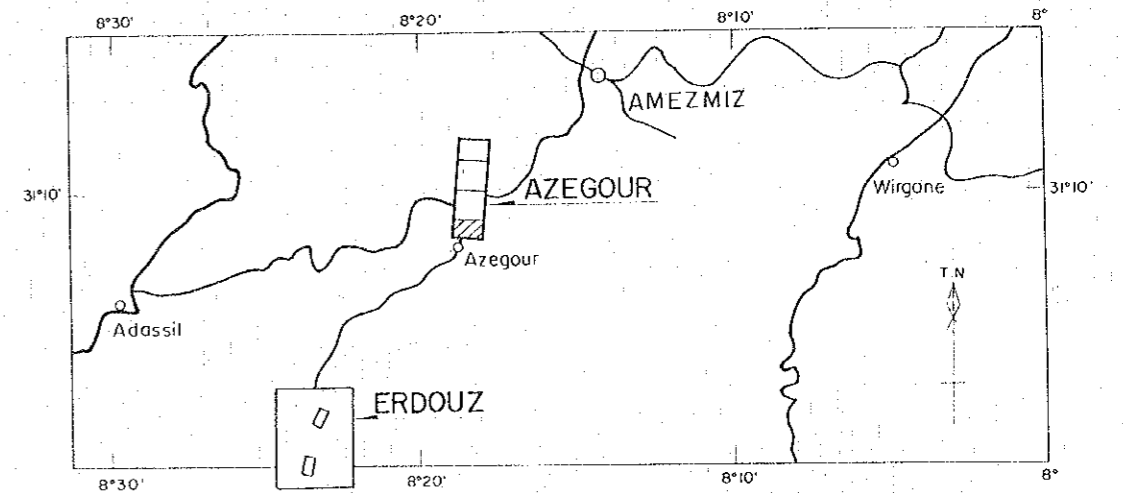 8°30' 8°20' 8°10' 8°
AMEZMIZ
31°10' AZEGOUR Wirgane 31°10'
Azegour
T.N
Adassil
ERDOUZ
8°30' 8°20' 8°10' 8°